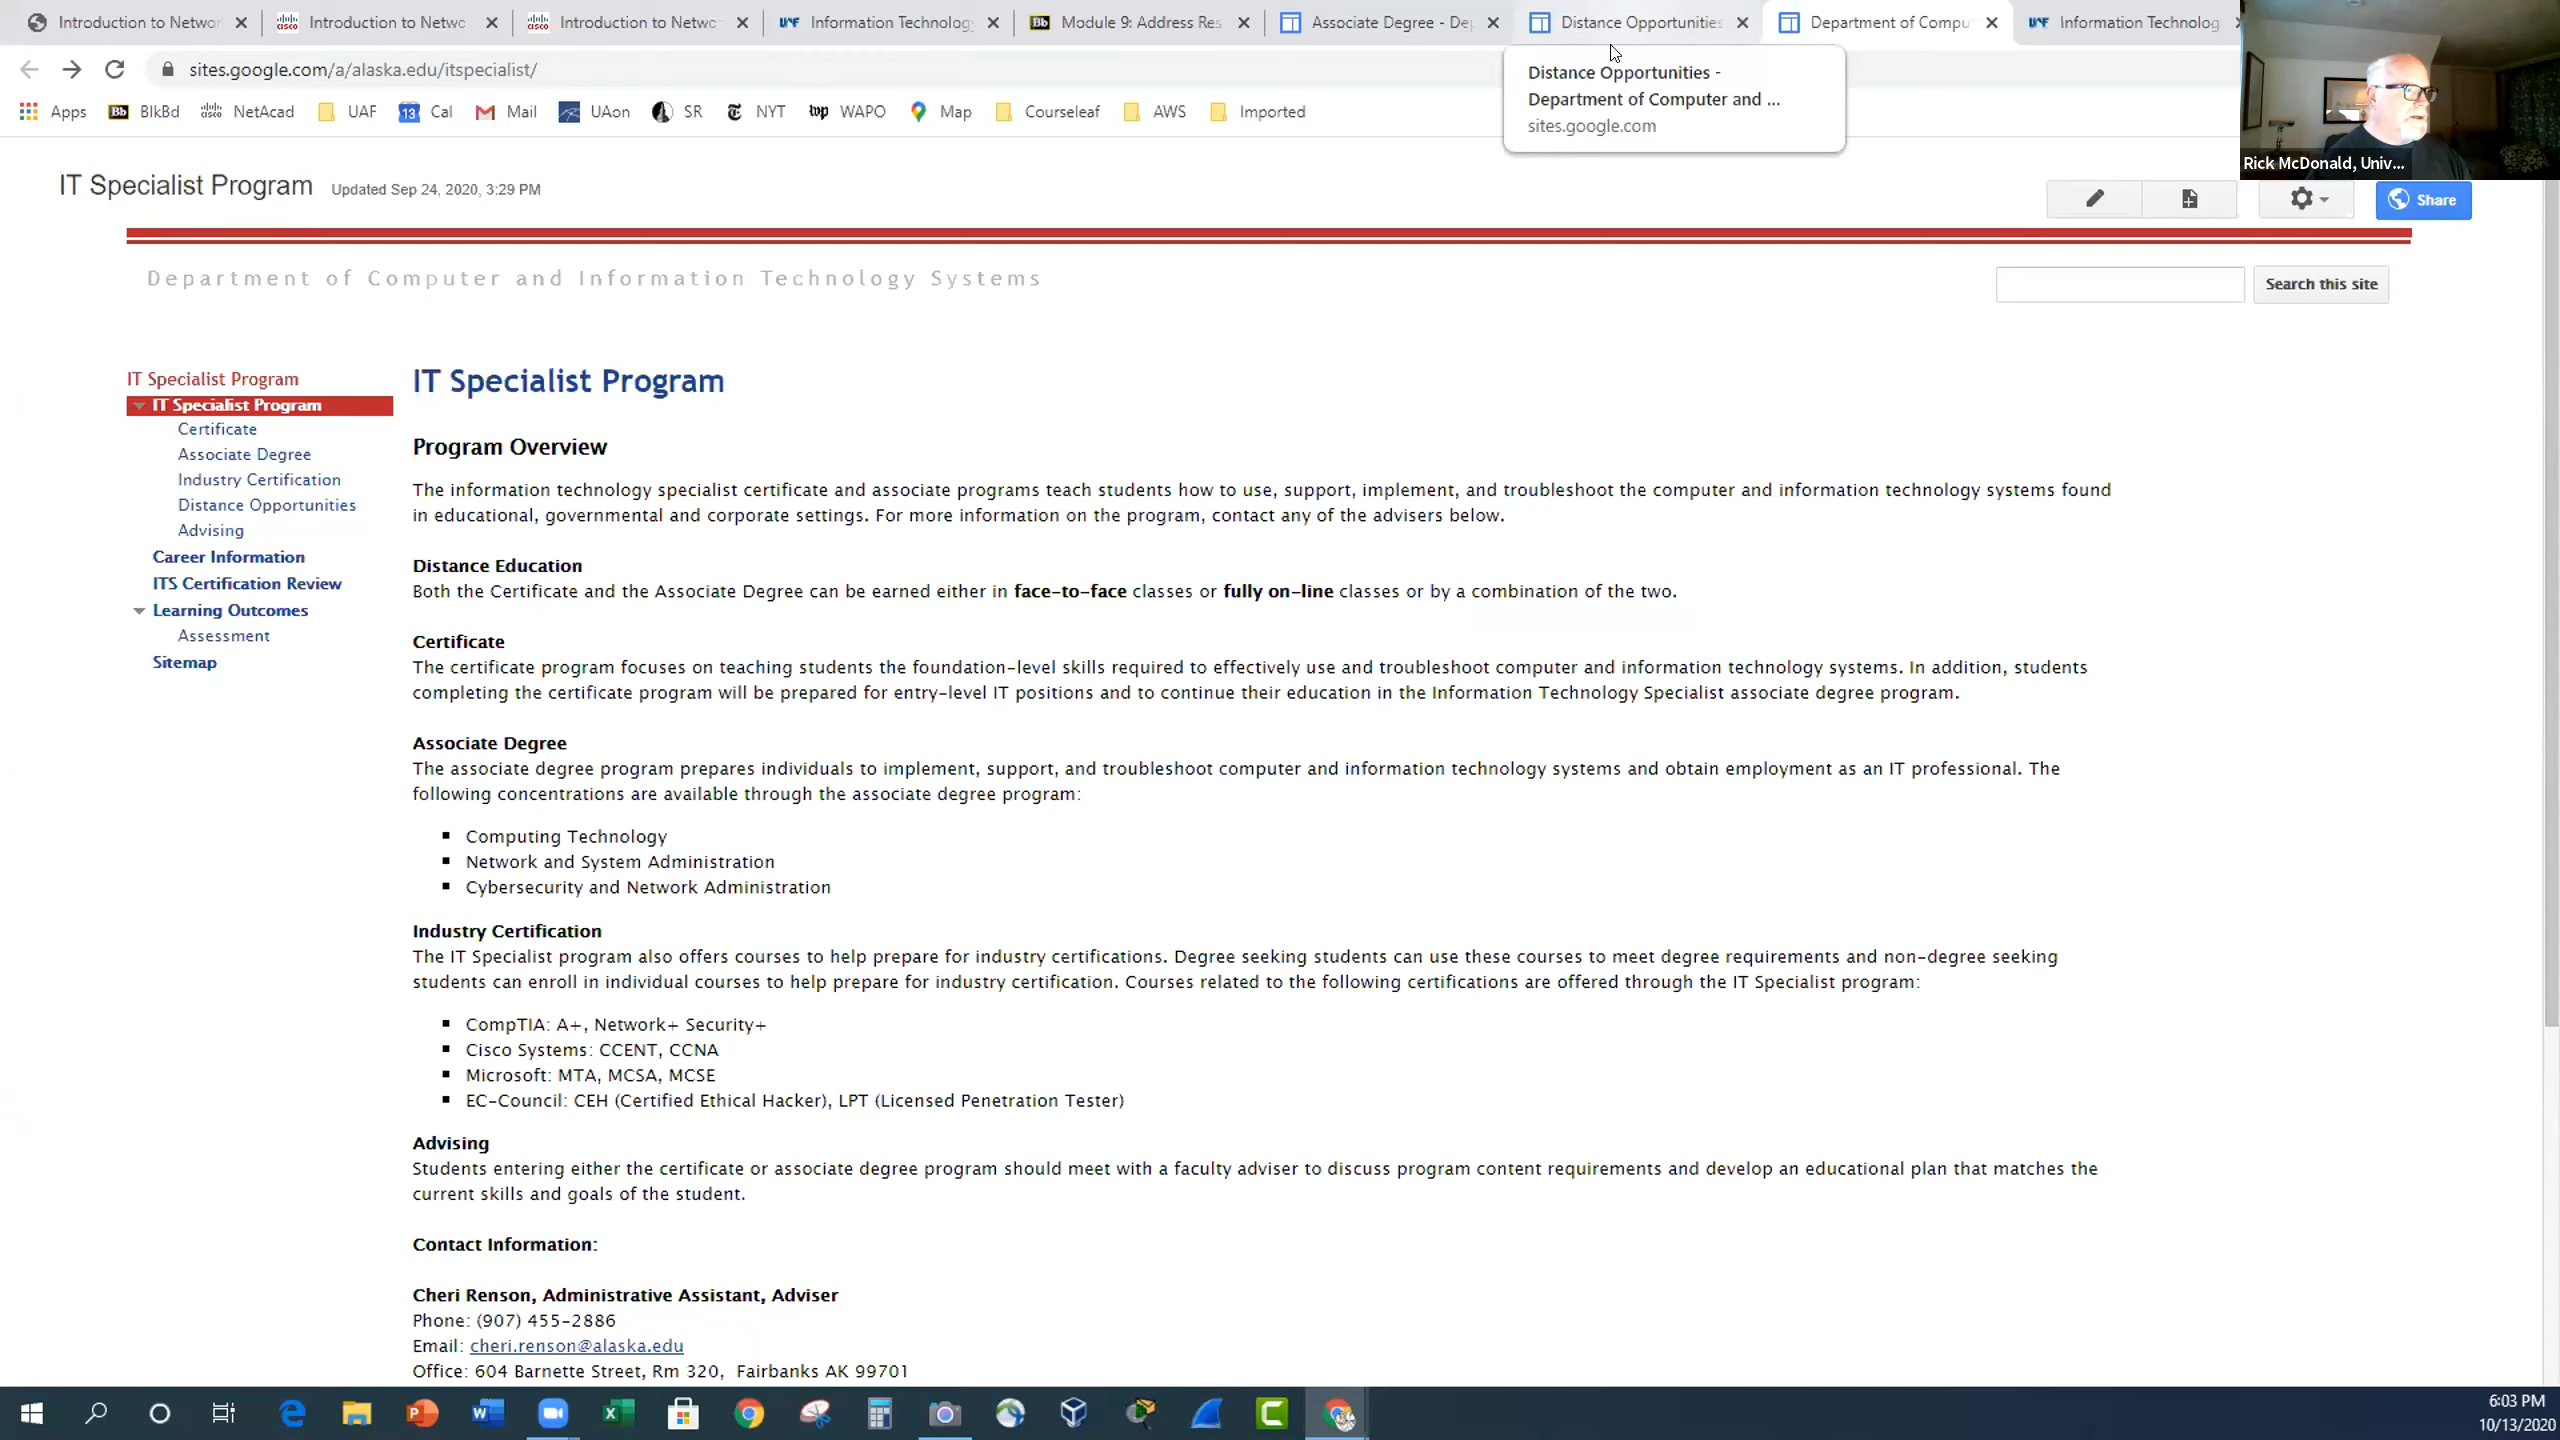 Introduction to Networ
Introduction to Netwo
Introduction to Netwo
Information Technology
Module 9: Address Res
Associate Degree - De
Distance Opportunities
Department of Compu
Information Technolog
sites.google.com/a/alaska.edu/itspecialist/
Distance Opportunities -
Department of Computer and ...
sites.google.com
Apps
Bb BlkBd
NetAcad
UAF
13 Cal
Mail
UAon
SR
NYT
wp WAPO
Map
Courseleaf
AWS
Imported
Rick McDonald, Univ...
IT Specialist Program Updated Sep 24, 2020, 3:29 PM
Share
Department of Computer and Information Technology Systems
Search this site
IT Specialist Program
IT Specialist Program
Certificate
Associate Degree
Industry Certification
Distance Opportunities
Advising
Career Information
ITS Certification Review
Learning Outcomes
Assessment
Sitemap
IT Specialist Program
Program Overview
The information technology specialist certificate and associate programs teach students how to use, support, implement, and troubleshoot the computer and information technology systems found
in educational, governmental and corporate settings. For more information on the program, contact any of the advisers below.
Distance Education
Both the Certificate and the Associate Degree can be earned either in face-to-face classes or fully on-line classes or by a combination of the two.
Certificate
The certificate program focuses on teaching students the foundation-level skills required to effectively use and troubleshoot computer and information technology systems. In addition, students
completing the certificate program will be prepared for entry-level IT positions and to continue their education in the Information Technology Specialist associate degree program.
Associate Degree
The associate degree program prepares individuals to implement, support, and troubleshoot computer and information technology systems and obtain employment as an IT professional. The
following concentrations are available through the associate degree program:
Computing Technology
Network and System Administration
Cybersecurity and Network Administration
Industry Certification
The IT Specialist program also offers courses to help prepare for industry certifications. Degree seeking students can use these courses to meet degree requirements and non-degree seeking
students can enroll in individual courses to help prepare for industry certification. Courses related to the following certifications are offered through the IT Specialist program:
CompTIA: A+, Network+ Security+
Cisco Systems: CCENT, CCNA
Microsoft: MTA, MCSA, MCSE
EC-Council: CEH (Certified Ethical Hacker), LPT (Licensed Penetration Tester)
Advising
Students entering either the certificate or associate degree program should meet with a faculty adviser to discuss program content requirements and develop an educational plan that matches the
current skills and goals of the student.
Contact Information:
Cheri Renson, Administrative Assistant, Adviser
Phone: (907) 455-2886
Email: cheri.renson@alaska.edu
Office: 604 Barnette Street, Rm 320, Fairbanks AK 99701
6:03 PM
10/13/2020